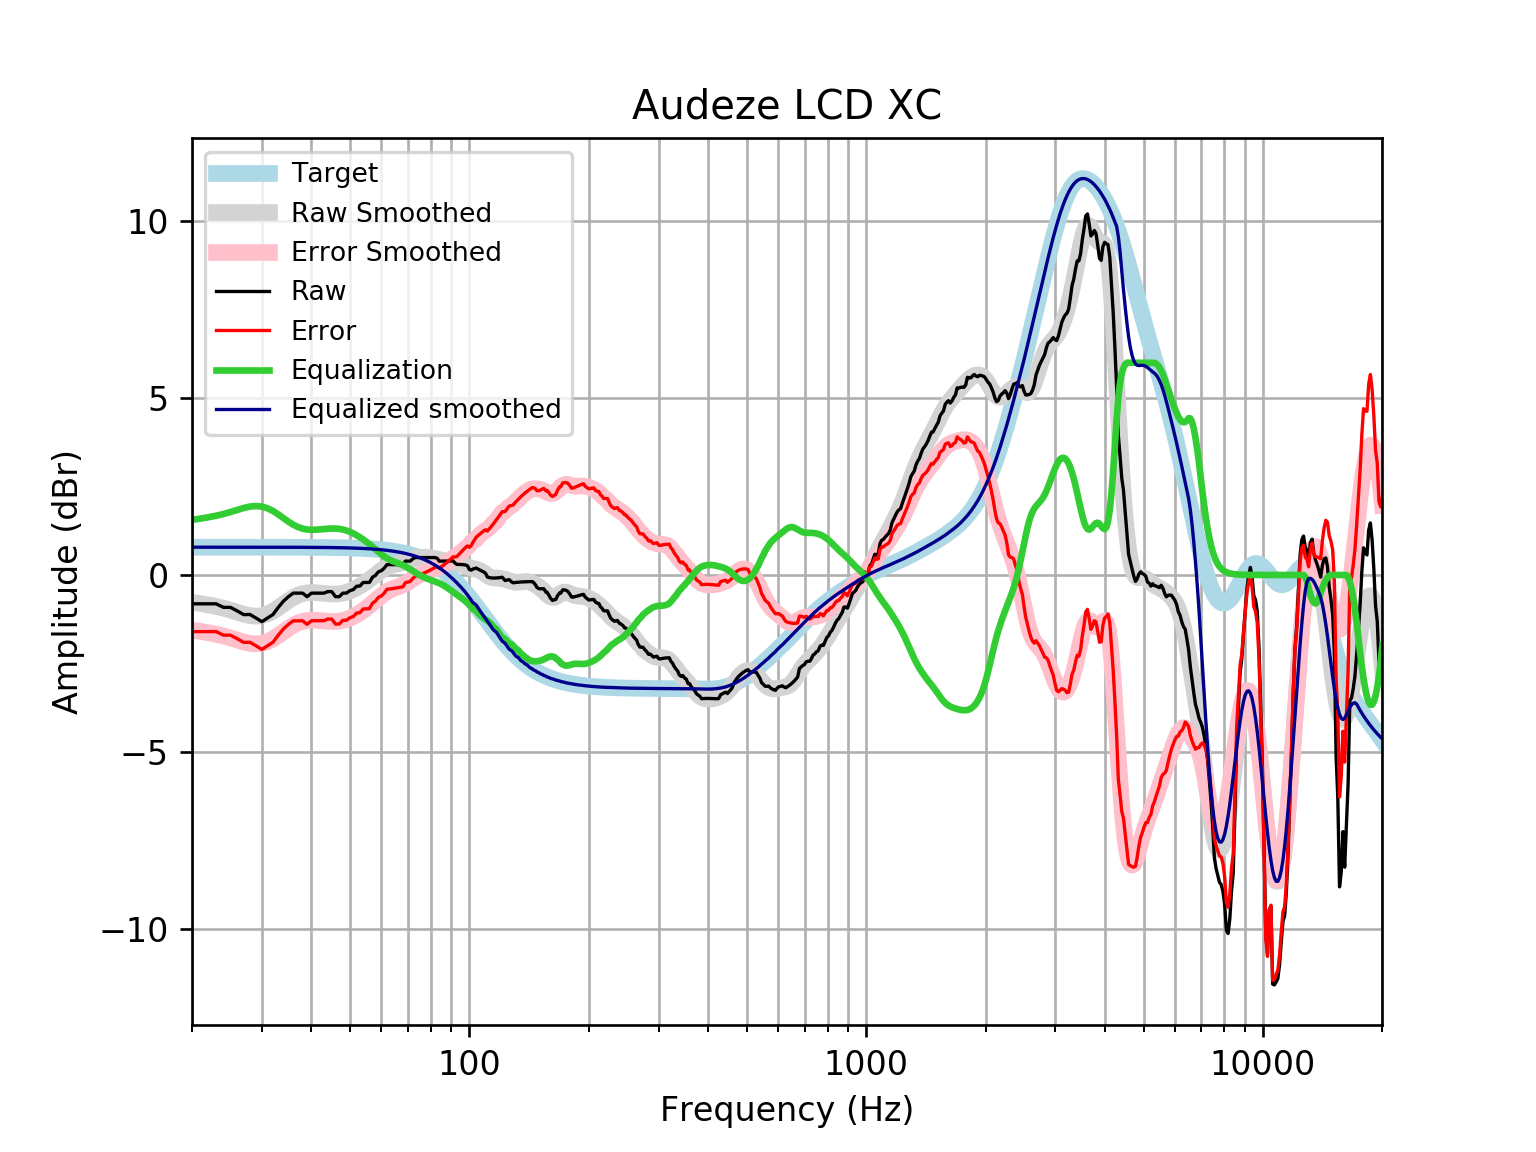 Audeze LCD XC
Target
Raw Smoothed
Error Smoothed
Raw
Error
Equalization
Equalized smoothed
10
5
0
−5
−10
Amplitude (dBr)
100
1000
10000
Frequency (Hz)